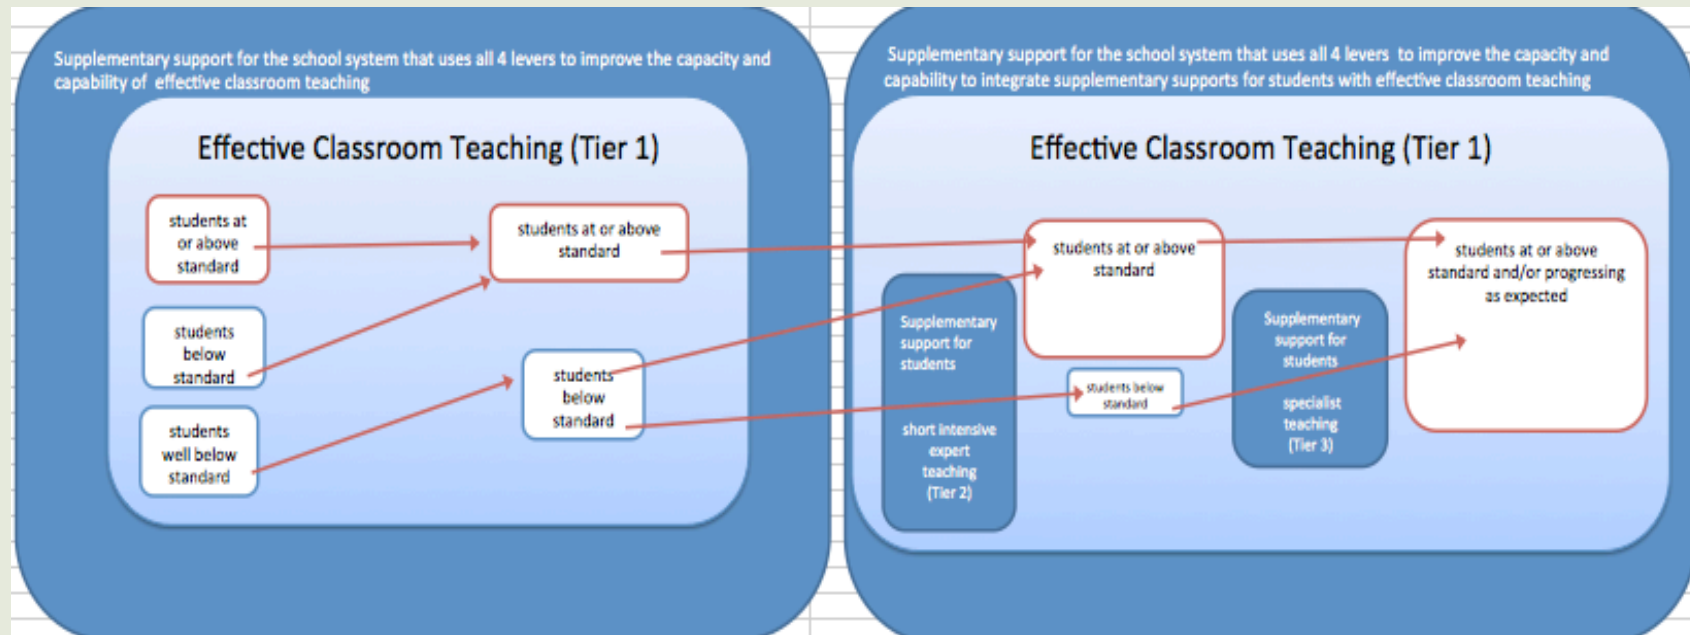 Supplementary support for the school system that uses all 4 levers to improve the capacity and
capability of effective classroom teaching
Effective Classroom Teaching (Tier 1)
students at
or above
standard
students at or above
standard
students
below
standard
students
below
standard
students
well below
standard
Supplementary support for the school system that uses all 4 levers to improve the capacity and
capability to integrate supplementary supports for students with effective classroom teaching
Effective Classroom Teaching (Tier 1)
Supplementary
support for
students
short intensive
expert
teaching
(Tier 2)
students at or above
standard
students below
standard
Supplementary
support for
students
specialist
teaching
(Tier 3)
students at or above
standard and/or progressing
as expected